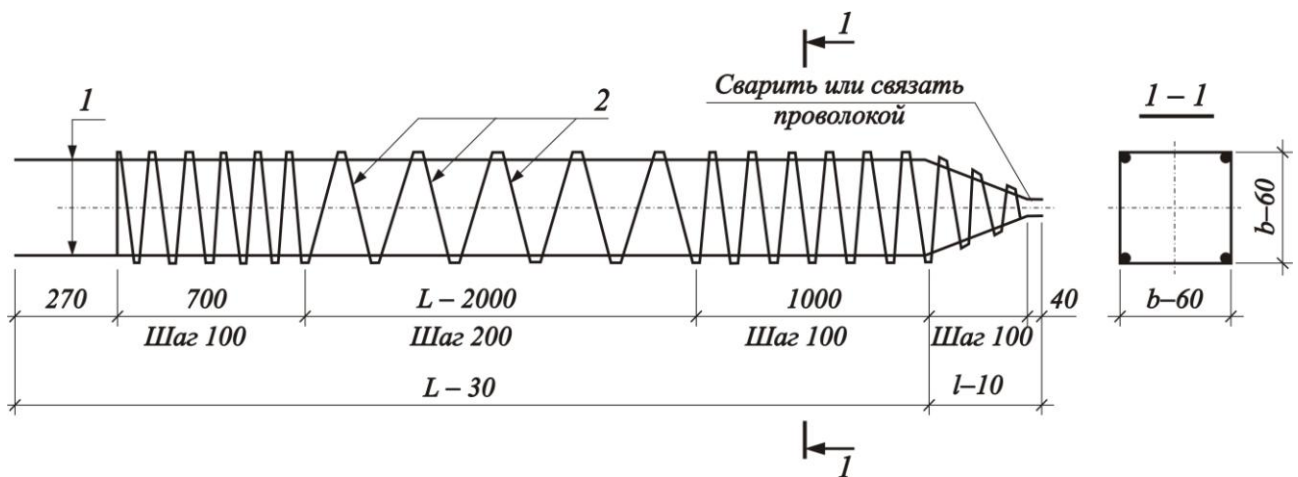 1
Сварить или связать
проволокой
1 – 1
1
2
b–60
270
700
L – 2000
1000
40
b–60
Шаг 100
Шаг 200
Шаг 100
Шаг 100
L – 30
l–10
1